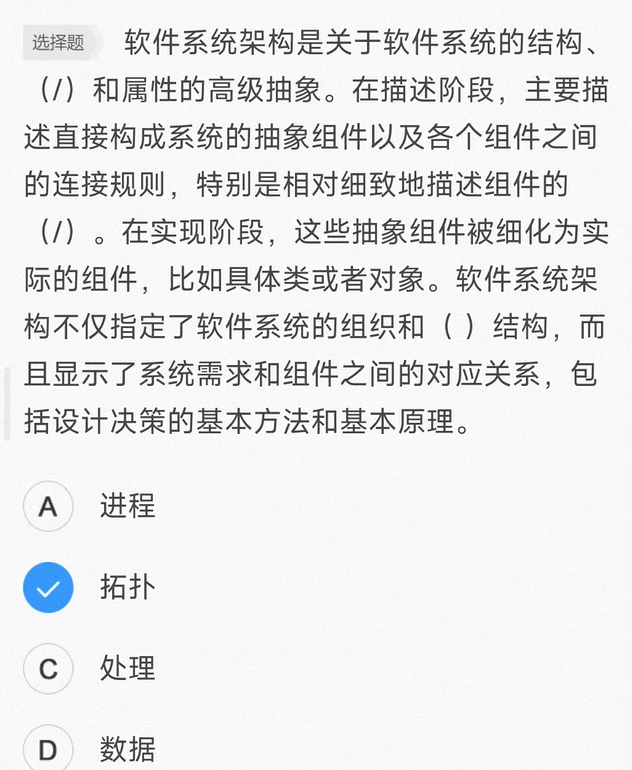 选择题 软件系统架构是关于软件系统的结构、
（/）和属性的高级抽象。在描述阶段，主要描
述直接构成系统的抽象组件以及各个组件之间
的连接规则，特别是相对细致地描述组件的
（/）。在实现阶段，这些抽象组件被细化为实
际的组件，比如具体类或者对象。软件系统架
构不仅指定了软件系统的组织和（ ）结构，而
且显示了系统需求和组件之间的对应关系，包
括设计决策的基本方法和基本原理。
A 进程
拓扑
C 处理
D 数据